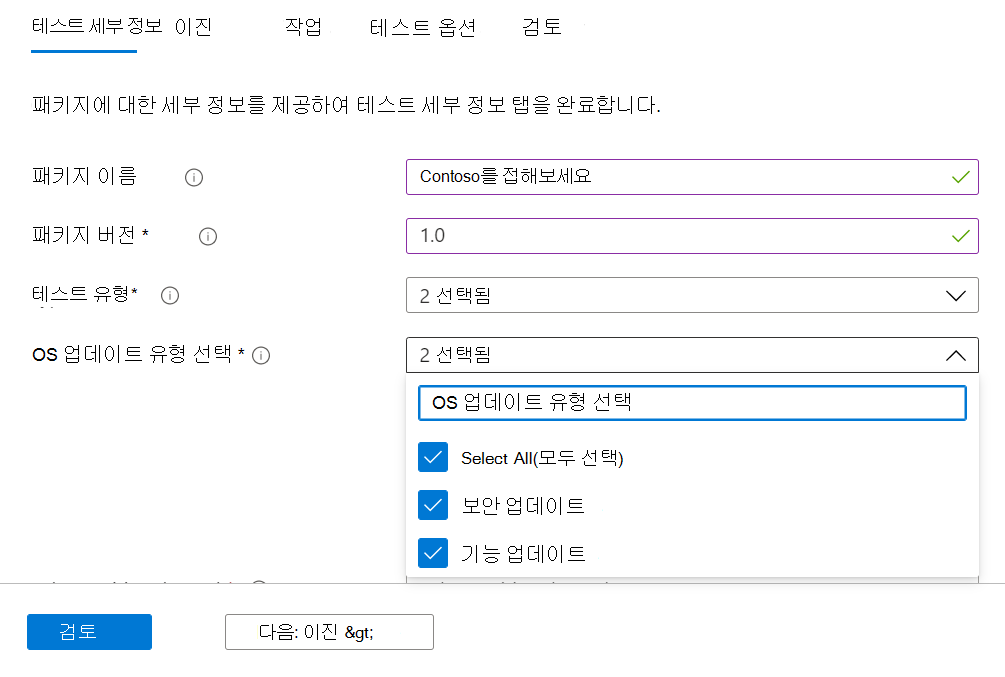 테스트 세부 정보 이진 작업 테스트 옵션 검토
패키지에 대한 세부 정보를 제공하여 테스트 세부 정보 탭을 완료합니다.
패키지 이름 Contoso를 접해보세요
패키지 버전 * 1.0
테스트 유형* 2 선택됨
OS 업데이트 유형 선택 * 2 선택됨
OS 업데이트 유형 선택
Select All(모두 선택)
보안 업데이트
기능 업데이트
검토 다음: 이진 &gt;